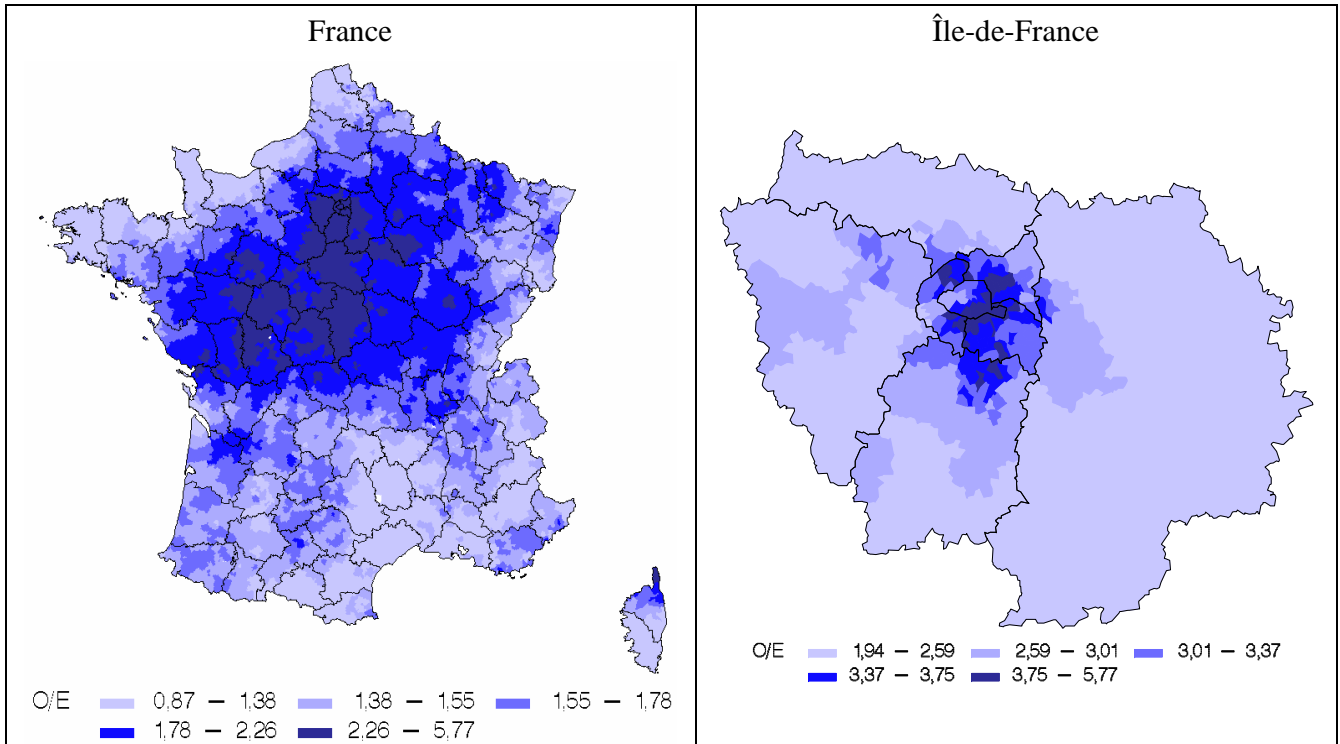 France
O/E 0,87 – 1,38 1,38 – 1,55 1,55 – 1,78
1,78 – 2,26 2,26 – 5,77
Île-de-France
O/E 1,94 – 2,59 2,59 – 3,01 3,01 – 3,37
3,37 – 3,75 3,75 – 5,77